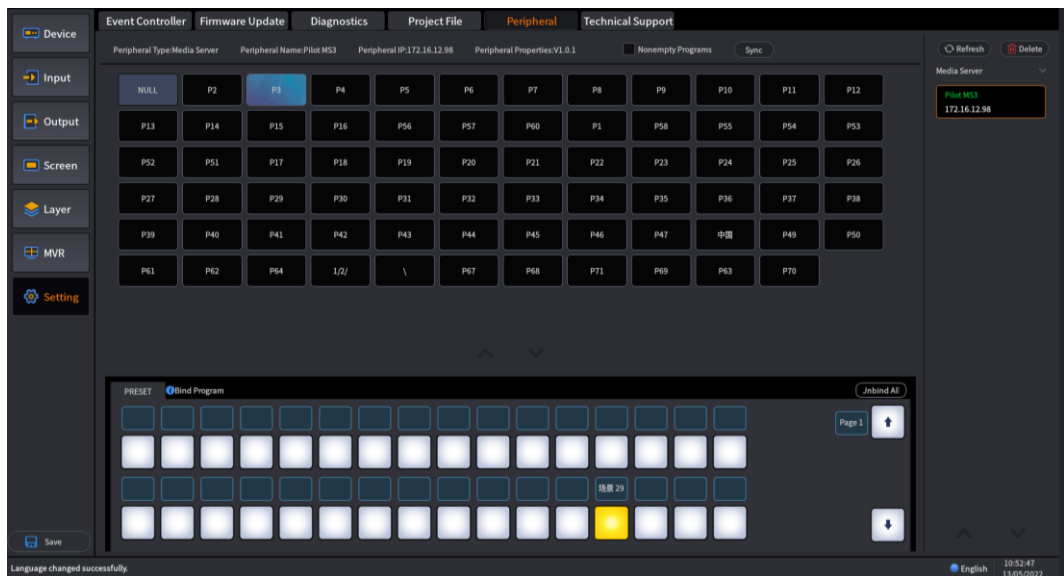 Event Controller Firmware Update Diagnostics Project File Peripheral Technical Support
Device
Input
Output
Screen
Layer
MVR
Setting
Save
Peripheral Type:Media Server Peripheral Name:Pilot MS3 Peripheral IP:172.16.12.98 Peripheral Properties:V1.0.1 Nonempty Programs Sync
NULL P2 P3 P4 P5 P6 P7 P8 P9 P10 P11 P12
P13 P14 P15 P16 P56 P57 P60 P1 P58 P55 P54 P53
P52 P51 P17 P18 P19 P20 P21 P22 P23 P24 P25 P26
P27 P28 P29 P30 P31 P32 P33 P34 P35 P36 P37 P38
P39 P40 P41 P42 P43 P44 P45 P46 P47 中国 P49 P50
P61 P62 P64 1/2/ \ P67 P68 P71 P69 P63 P70
Refresh Delete
Media Server
Pilot MS3
172.16.12.98
PRESET Bind Program Jnbind All
Page 1
场景 29
Language changed successfully.
English 10:52:47
13/05/2022